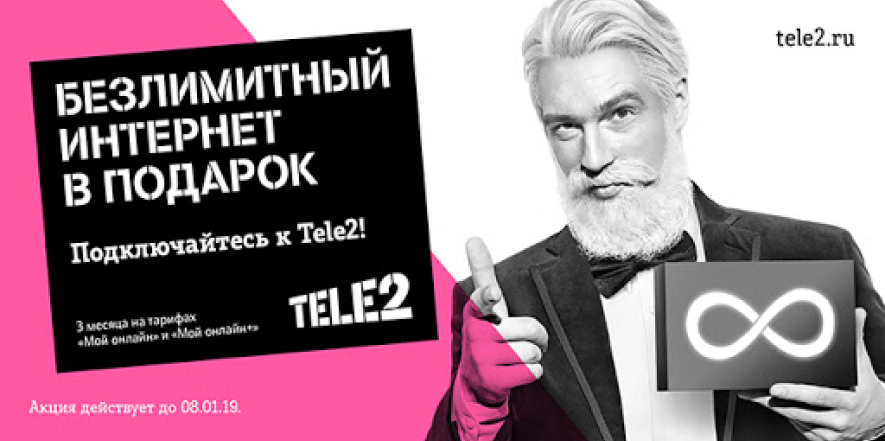 tele2.ru
БЕЗЛИМИТНЫЙ
ИНТЕРНЕТ
В ПОДАРОК
Подключайтесь к Tele2!
3 месяца на тарифах
«Мой онлайн» и «Мой онлайн+»
TELE2
Акция действует до 08.01.19.